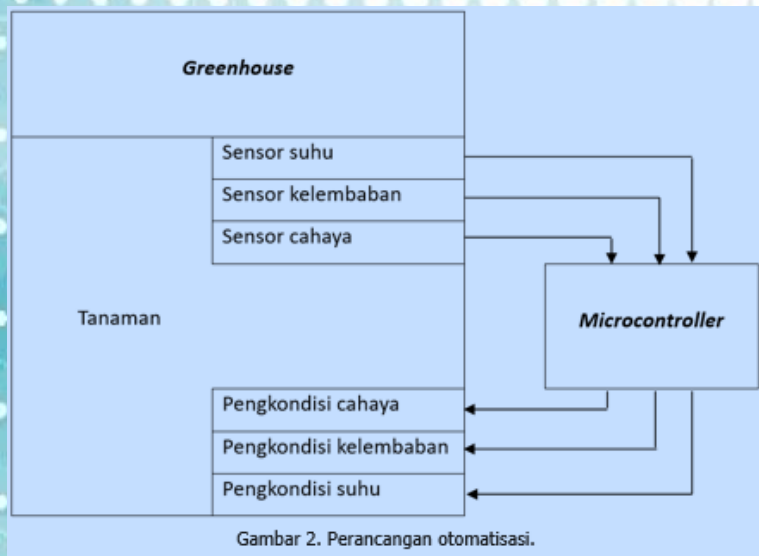 Greenhouse
Sensor suhu
Sensor kelembaban
Sensor cahaya
Tanaman
Microcontroller
Pengkondisi cahaya
Pengkondisi kelembaban
Pengkondisi suhu
Gambar 2. Perancangan otomatisasi.